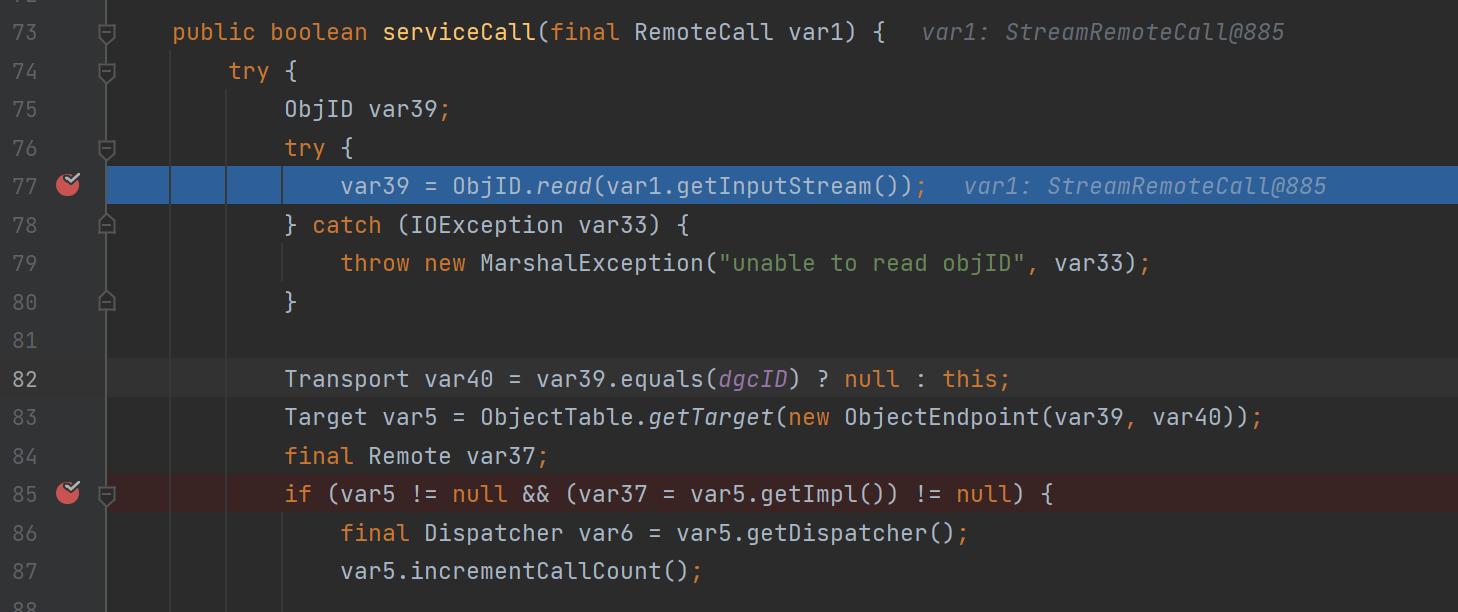 73 public boolean serviceCall(final RemoteCall var1) { var1: StreamRemoteCall@885
74 try {
75 ObjID var39;
76 try {
77 var39 = ObjID.read(var1.getInputStream()); var1: StreamRemoteCall@885
78 } catch (IOException var33) {
79 throw new MarshalException("unable to read objID", var33);
80 }
81
82 Transport var40 = var39.equals(dgcID) ? null : this;
83 Target var5 = ObjectTable.getTarget(new ObjectEndpoint(var39, var40));
84 final Remote var37;
85 if (var5 != null && (var37 = var5.getImpl()) != null) {
86 final Dispatcher var6 = var5.getDispatcher();
87 var5.incrementCallCount();
88